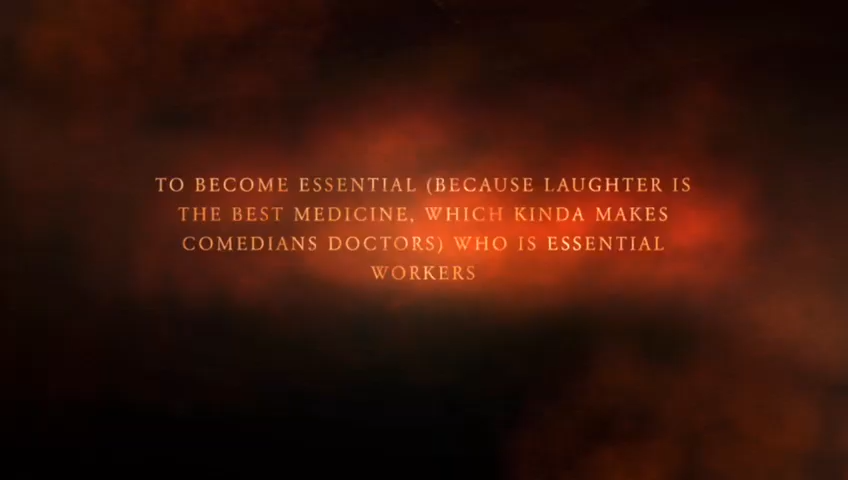 TO BECOME ESSENTIAL (BECAUSE LAUGHTER IS
THE BEST MEDICINE, WHICH KINDA MAKES
COMEDIANS DOCTORS) WHO IS ESSENTIAL
WORKERS